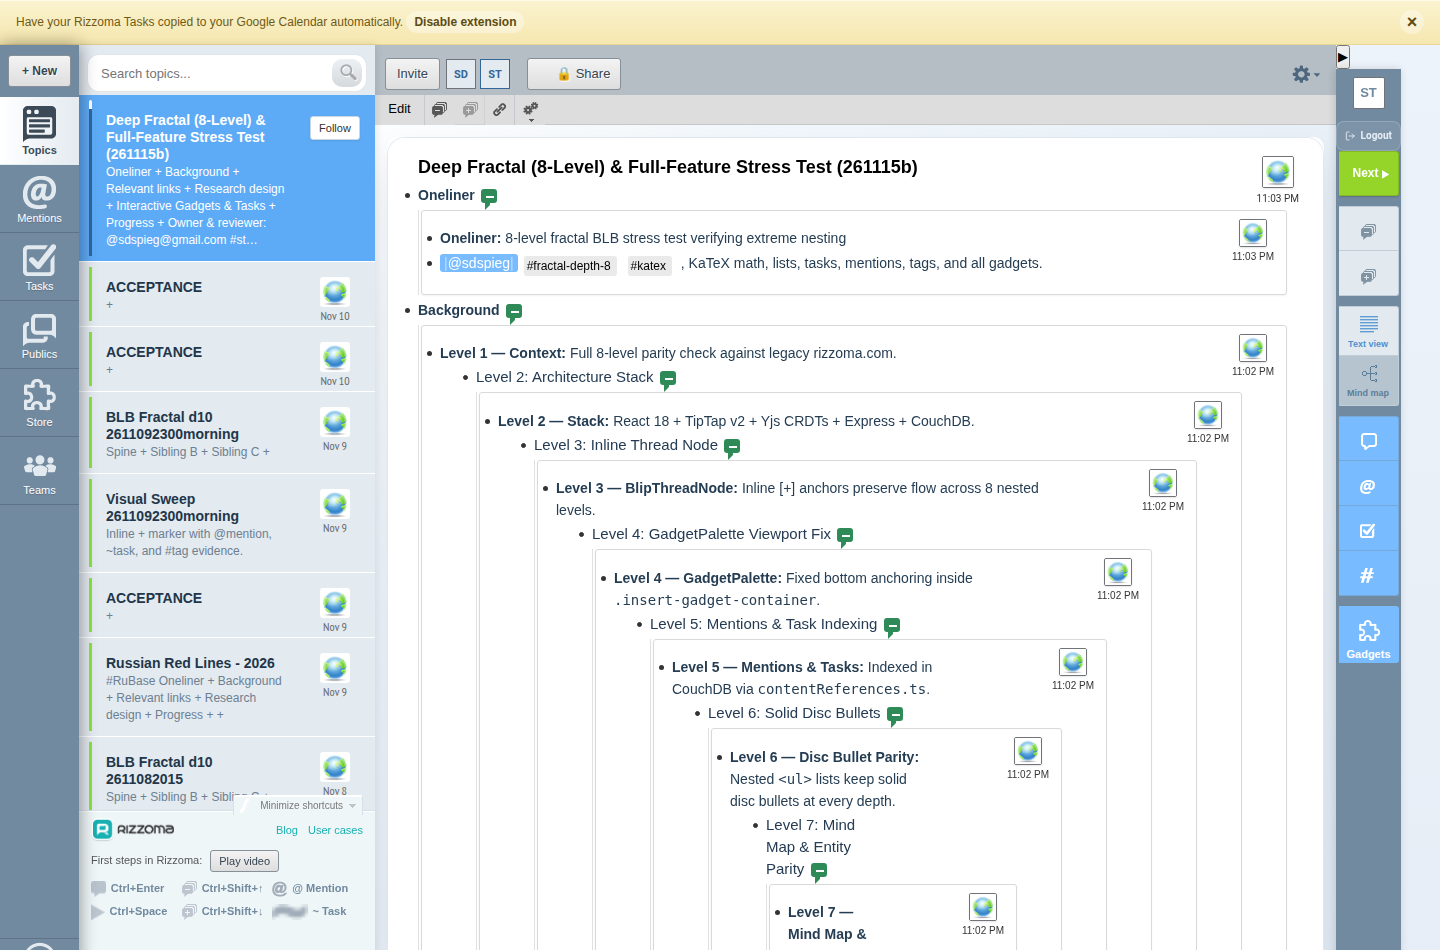 Have your Rizzoma Tasks copied to your Google Calendar automatically. Disable extension ×
+ New
Topics
Mentions
Tasks
Publics
Store
Teams
Search topics...
Deep Fractal (8-Level) &
Full-Feature Stress Test
(261115b)
Follow
Oneliner + Background +
Relevant links + Research design
+ Interactive Gadgets & Tasks +
Progress + Owner & reviewer:
@sdspieg@gmail.com #st…
ACCEPTANCE
+
Nov 10
ACCEPTANCE
+
Nov 10
BLB Fractal d10
2611092300morning
Spine + Sibling B + Sibling C +
Nov 9
Visual Sweep
2611092300morning
Inline + marker with @mention,
~task, and #tag evidence.
Nov 9
ACCEPTANCE
+
Nov 9
Russian Red Lines - 2026
#RuBase Oneliner + Background
+ Relevant links + Research
design + Progress + +
Nov 9
BLB Fractal d10
2611082015
Spine + Sibling B + Sibling C +
Nov 8
Minimize shortcuts
RIZZOMA
Blog User cases
First steps in Rizzoma: Play video
Ctrl+Enter Ctrl+Shift+↑ @ Mention
Ctrl+Space Ctrl+Shift+↓ ~ Task
Invite SD ST Share
Edit
Deep Fractal (8-Level) & Full-Feature Stress Test (261115b)
11:03 PM
• Oneliner
• Oneliner: 8-level fractal BLB stress test verifying extreme nesting
11:03 PM
• @sdspieg #fractal-depth-8 #katex , KaTeX math, lists, tasks, mentions, tags, and all gadgets.
• Background
• Level 1 — Context: Full 8-level parity check against legacy rizzoma.com.
11:02 PM
• Level 2: Architecture Stack
• Level 2 — Stack: React 18 + TipTap v2 + Yjs CRDTs + Express + CouchDB.
11:02 PM
• Level 3: Inline Thread Node
• Level 3 — BlipThreadNode: Inline [+] anchors preserve flow across 8 nested
levels.
11:02 PM
• Level 4: GadgetPalette Viewport Fix
• Level 4 — GadgetPalette: Fixed bottom anchoring inside
.insert-gadget-container.
11:02 PM
• Level 5: Mentions & Task Indexing
• Level 5 — Mentions & Tasks: Indexed in
CouchDB via contentReferences.ts.
11:02 PM
• Level 6: Solid Disc Bullets
• Level 6 — Disc Bullet Parity:
Nested <ul> lists keep solid
disc bullets at every depth.
11:02 PM
• Level 7: Mind
Map & Entity
Parity
• Level 7 —
Mind Map &
11:02 PM
ST
Logout
Next
Text view
Mind map
@
#
Gadgets